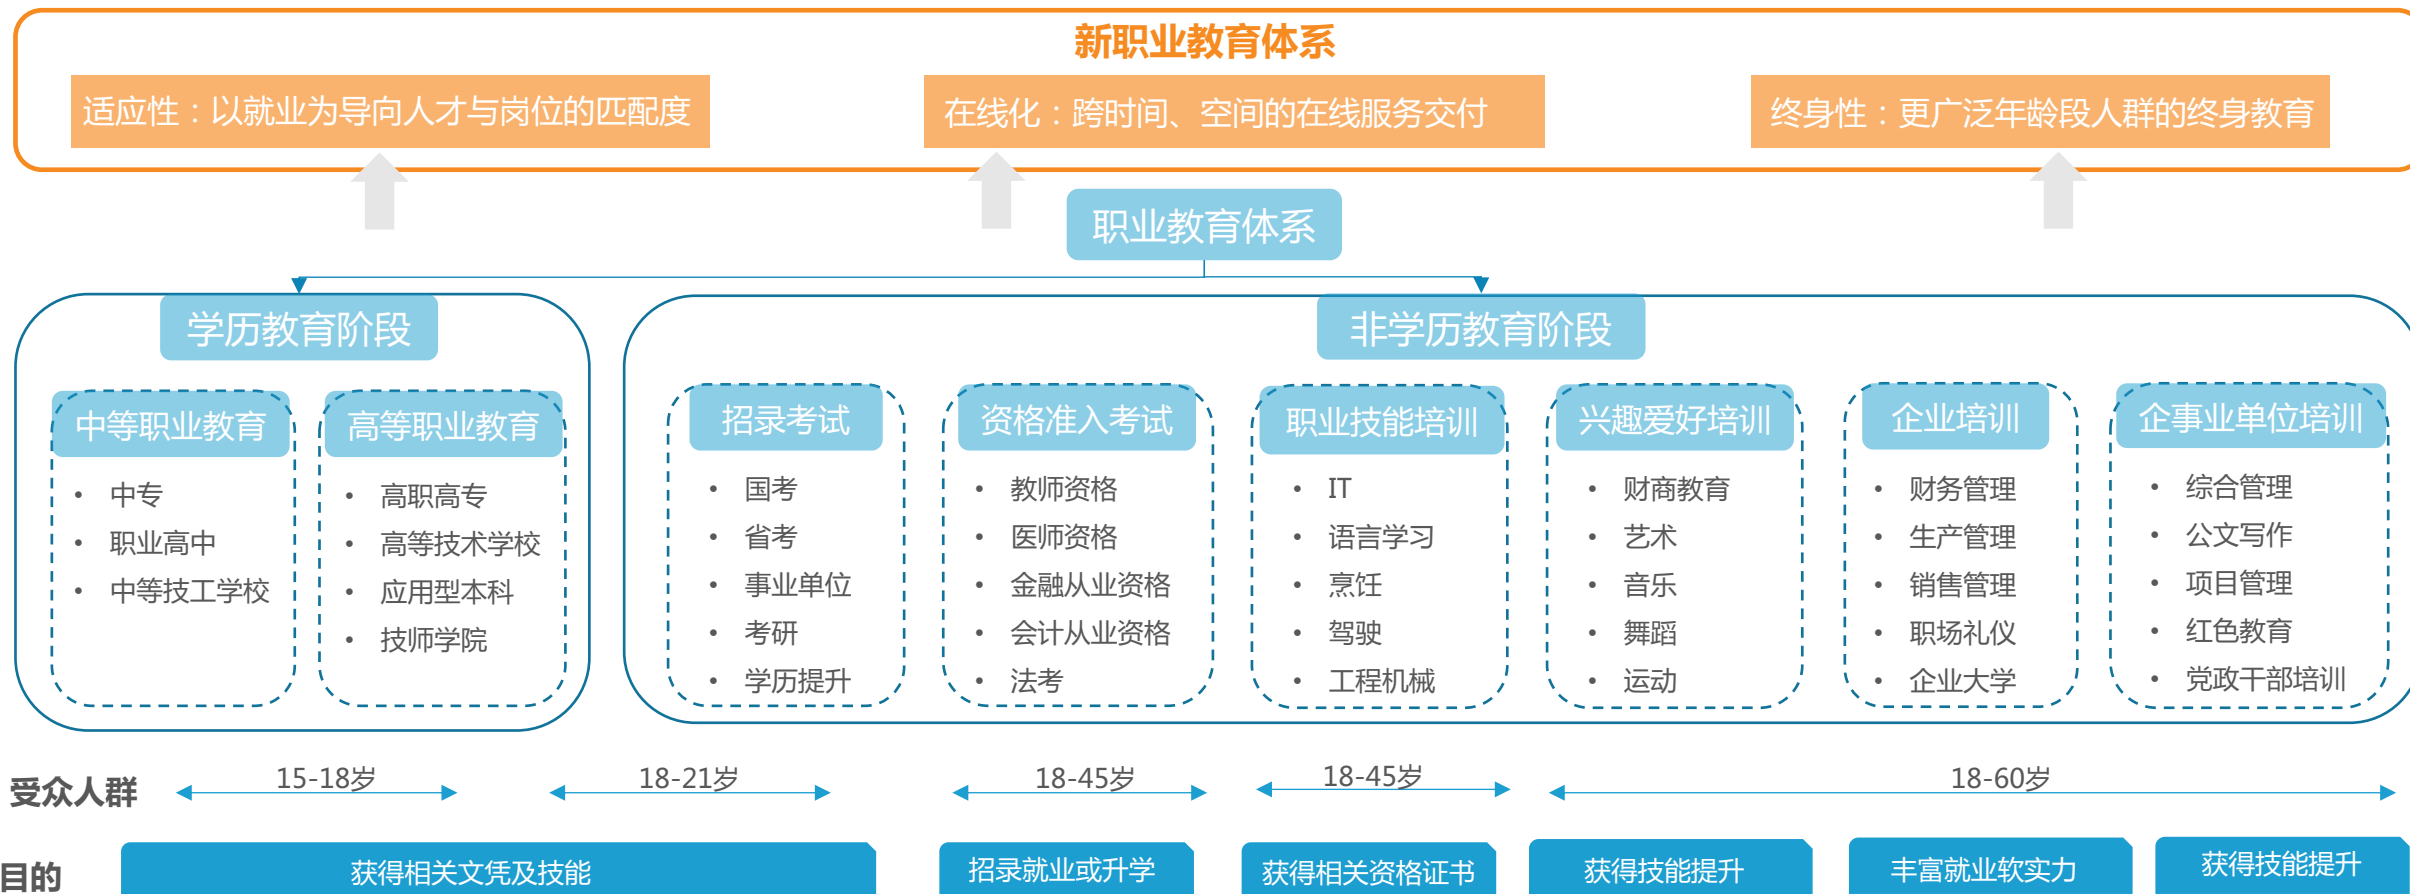 新职业教育体系
适应性：以就业为导向人才与岗位的匹配度
在线化：跨时间、空间的在线服务交付
终身性：更广泛年龄段人群的终身教育
职业教育体系
学历教育阶段
非学历教育阶段
中等职业教育
• 中专
• 职业高中
• 中等技工学校
高等职业教育
• 高职高专
• 高等技术学校
• 应用型本科
• 技师学院
招录考试
• 国考
• 省考
• 事业单位
• 考研
• 学历提升
资格准入考试
• 教师资格
• 医师资格
• 金融从业资格
• 会计从业资格
• 法考
职业技能培训
• IT
• 语言学习
• 烹饪
• 驾驶
• 工程机械
兴趣爱好培训
• 财商教育
• 艺术
• 音乐
• 舞蹈
• 运动
企业培训
• 财务管理
• 生产管理
• 销售管理
• 职场礼仪
• 企业大学
企事业单位培训
• 综合管理
• 公文写作
• 项目管理
• 红色教育
• 党政干部培训
受众人群
15-18岁
18-21岁
18-45岁
18-45岁
18-60岁
目的
获得相关文凭及技能
招录就业或升学
获得相关资格证书
获得技能提升
丰富就业软实力
获得技能提升